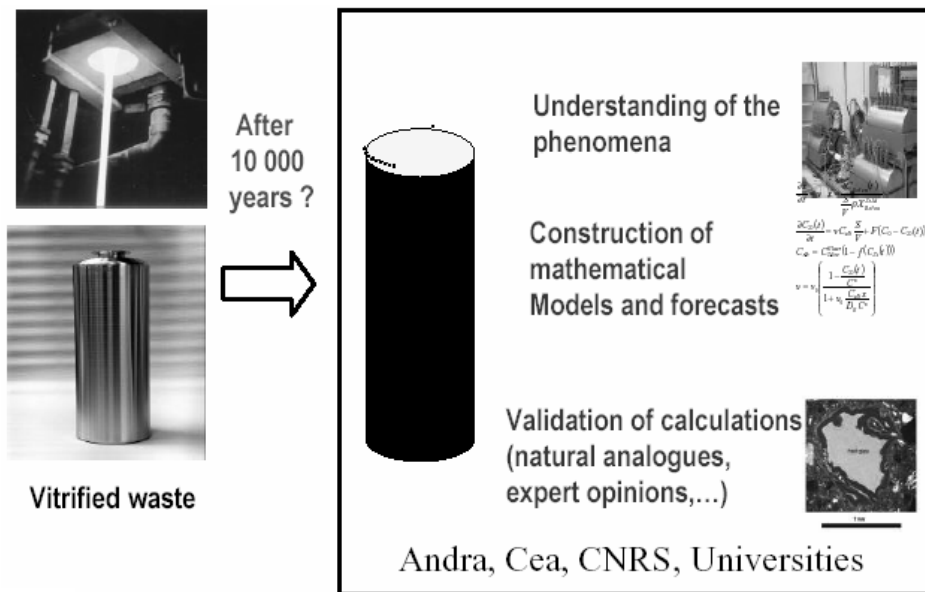 After
10 000
years ?
Vitrified waste
Understanding of the
phenomena
Construction of
mathematical
Models and forecasts
Validation of calculations
(natural analogues,
expert opinions,...)
Andra, Cea, CNRS, Universities